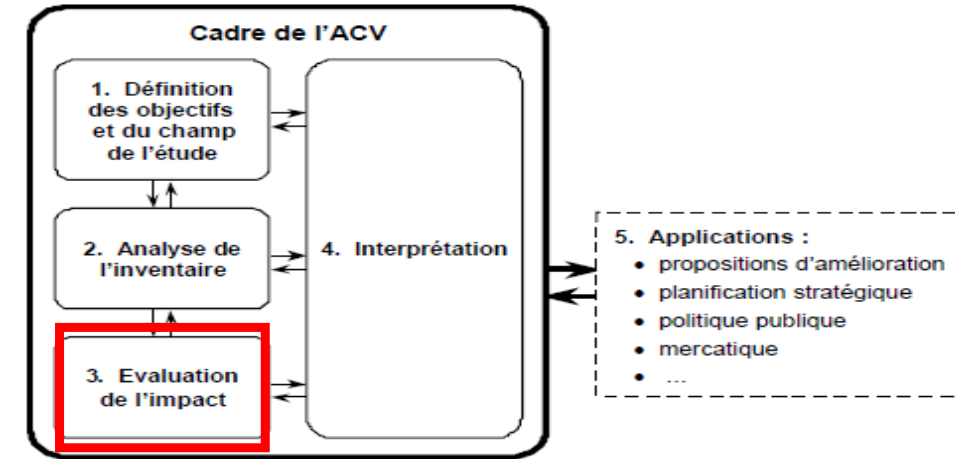 Cadre de l'ACV
1. Définition
des objectifs
et du champ
de l'étude
2. Analyse de
l'inventaire
3. Evaluation
de l'impact
4. Interprétation
5. Applications :
• propositions d'amélioration
• planification stratégique
• politique publique
• mercatique
• ...